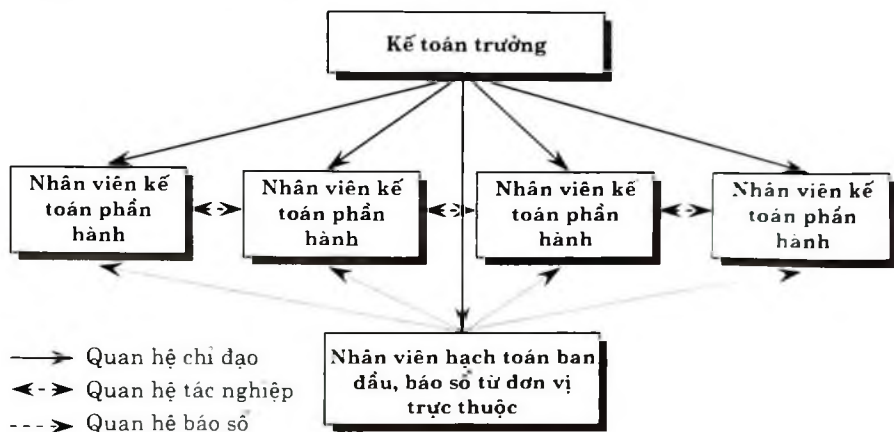 Kế toán trưởng
Nhân viên kế
toán phần
hành
Nhân viên kế
toán phần
hành
Nhân viên kế
toán phần
hành
Nhân viên kế
toán phần
hành
Nhân viên hạch toán ban
đầu, báo sổ từ đơn vị
trực thuộc
Quan hệ chỉ đạo
Quan hệ tác nghiệp
Quan hệ báo sổ